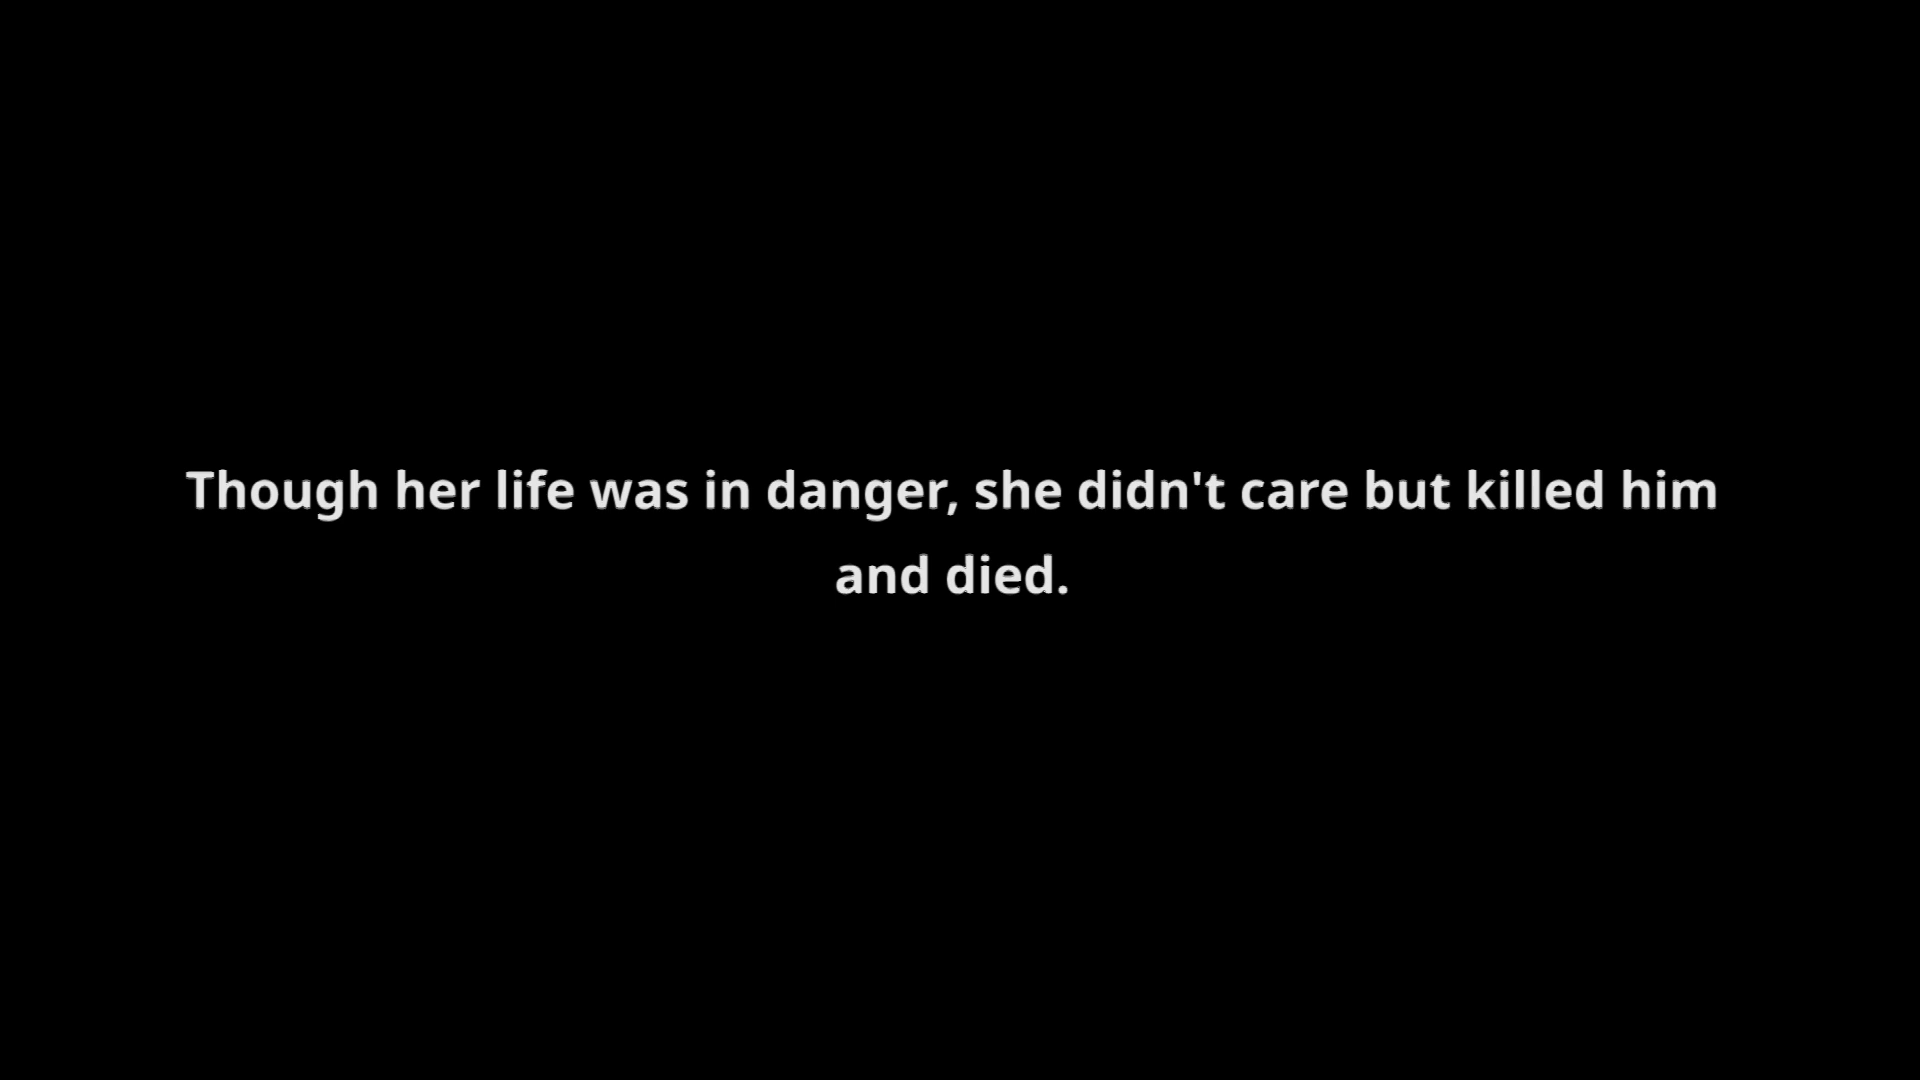 Though her life was in danger, she didn't care but killed him
and died.